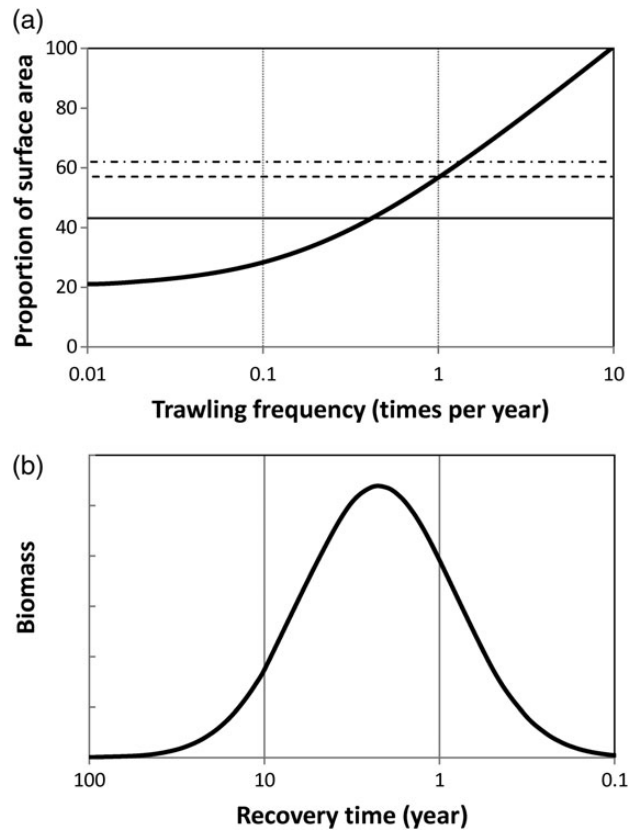 (a)
Proportion of surface area
100
80
60
40
20
0
0.01 0.1 1 10
Trawling frequency (times per year)
(b)
Biomass
100 10 1 0.1
Recovery time (year)